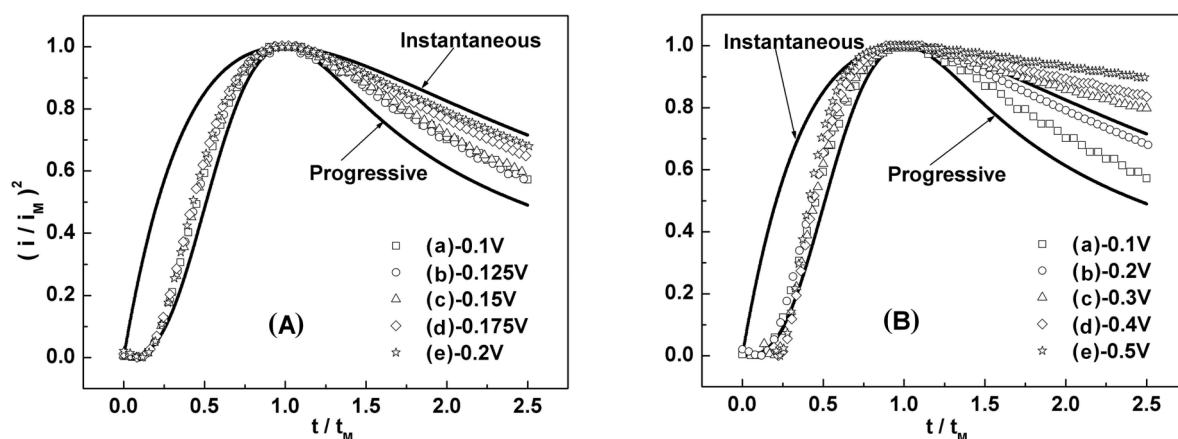 (i / i_M)²
1.0
0.8
0.6
0.4
0.2
0.0
Instantaneous
Progressive
(A)
(a)-0.1V
(b)-0.125V
(c)-0.15V
(d)-0.175V
(e)-0.2V
0.0 0.5 1.0 1.5 2.0 2.5
t / t_M
1.0
0.8
0.6
0.4
0.2
0.0
Instantaneous
Progressive
(B)
(a)-0.1V
(b)-0.2V
(c)-0.3V
(d)-0.4V
(e)-0.5V
0.0 0.5 1.0 1.5 2.0 2.5
t / t_M